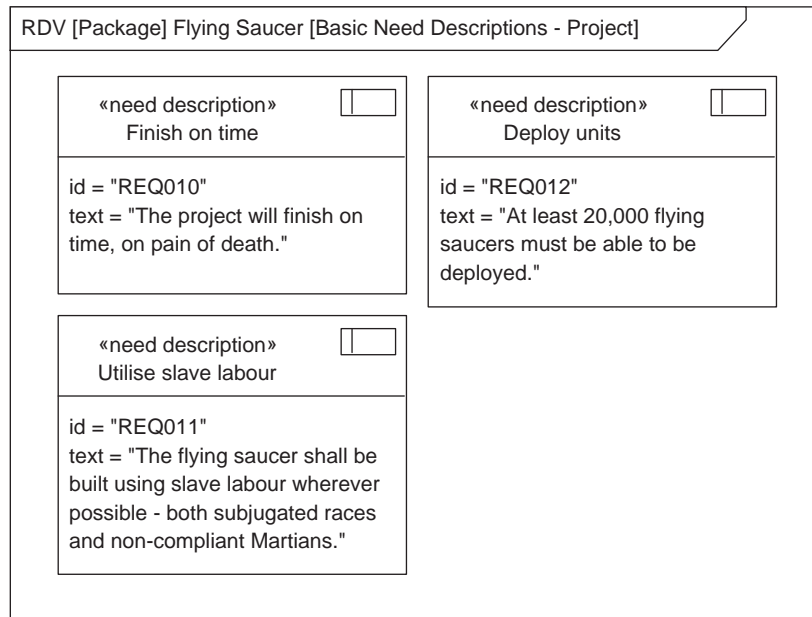 RDV [Package] Flying Saucer [Basic Need Descriptions - Project]
«need description»
Finish on time
id = "REQ010"
text = "The project will finish on
time, on pain of death."
«need description»
Deploy units
id = "REQ012"
text = "At least 20,000 flying
saucers must be able to be
deployed."
«need description»
Utilise slave labour
id = "REQ011"
text = "The flying saucer shall be
built using slave labour wherever
possible - both subjugated races
and non-compliant Martians."